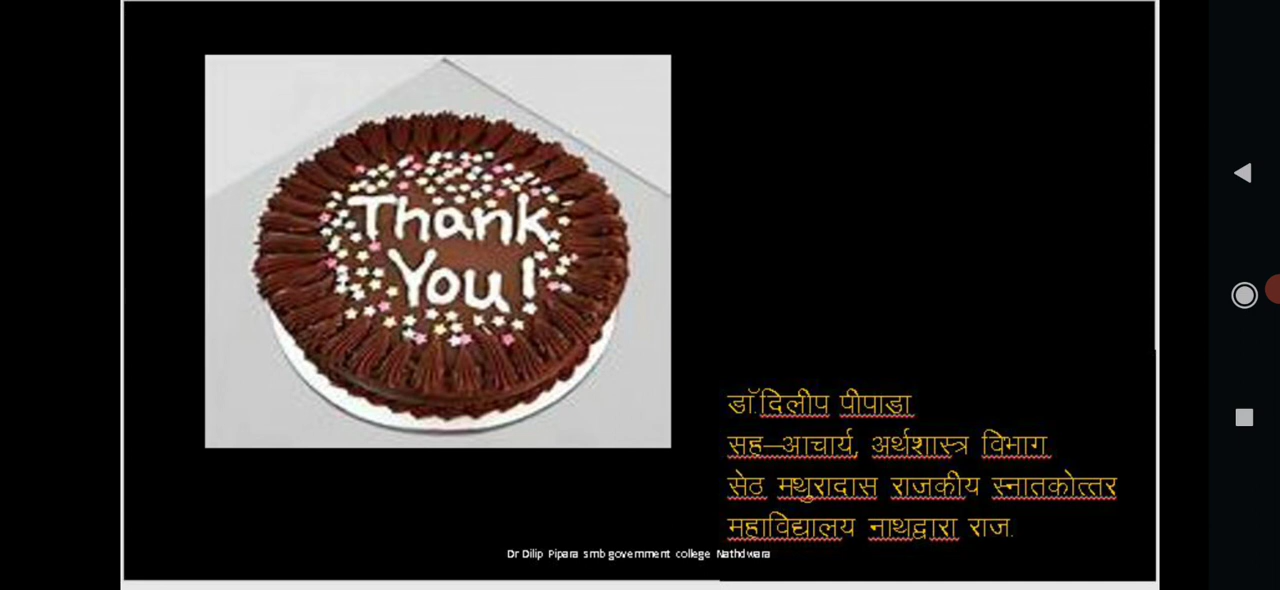 Thank
You!
डॉ.दिलीप पीपाडा
सह–आचार्य, अर्थशास्त्र विभाग
सेठ मथुरादास राजकीय स्नातकोत्तर
महाविद्यालय नाथद्वारा राज.
Dr Dilip Pipara smb government college Nathdwara